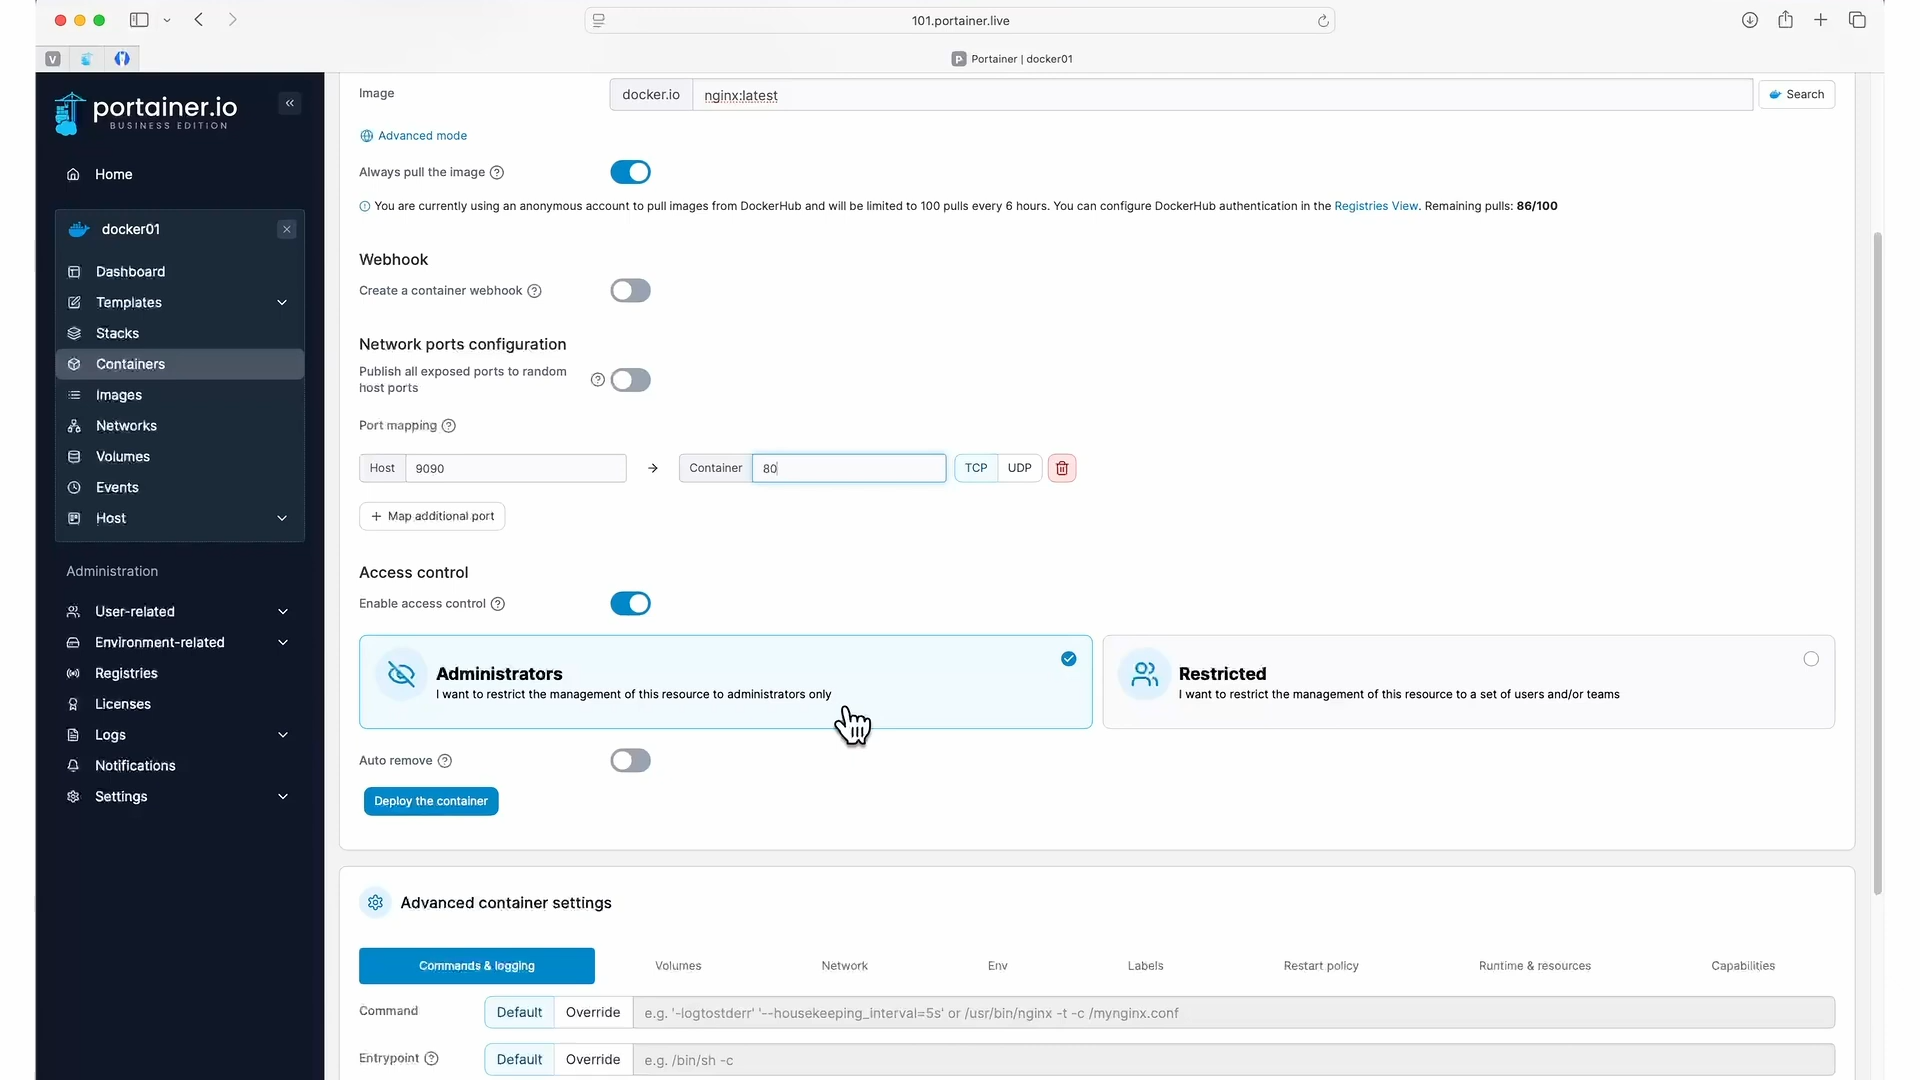 101.portainer.live
V
P Portainer | docker01
portainer.io
BUSINESS EDITION
Home
docker01
Dashboard
Templates
Stacks
Containers
Images
Networks
Volumes
Events
Host
Administration
User-related
Environment-related
Registries
Licenses
Logs
Notifications
Settings
Image docker.io nginx:latest Search
Advanced mode
Always pull the image
You are currently using an anonymous account to pull images from DockerHub and will be limited to 100 pulls every 6 hours. You can configure DockerHub authentication in the Registries View. Remaining pulls: 86/100
Webhook
Create a container webhook
Network ports configuration
Publish all exposed ports to random
host ports
Port mapping
Host 9090 → Container 80 TCP UDP
+ Map additional port
Access control
Enable access control
Administrators
I want to restrict the management of this resource to administrators only
Restricted
I want to restrict the management of this resource to a set of users and/or teams
Auto remove
Deploy the container
Advanced container settings
Commands & logging Volumes Network Env Labels Restart policy Runtime & resources Capabilities
Command Default Override e.g. '-logtostderr' '--housekeeping_interval=5s' or /usr/bin/nginx -t -c /mynginx.conf
Entrypoint Default Override e.g. /bin/sh -c